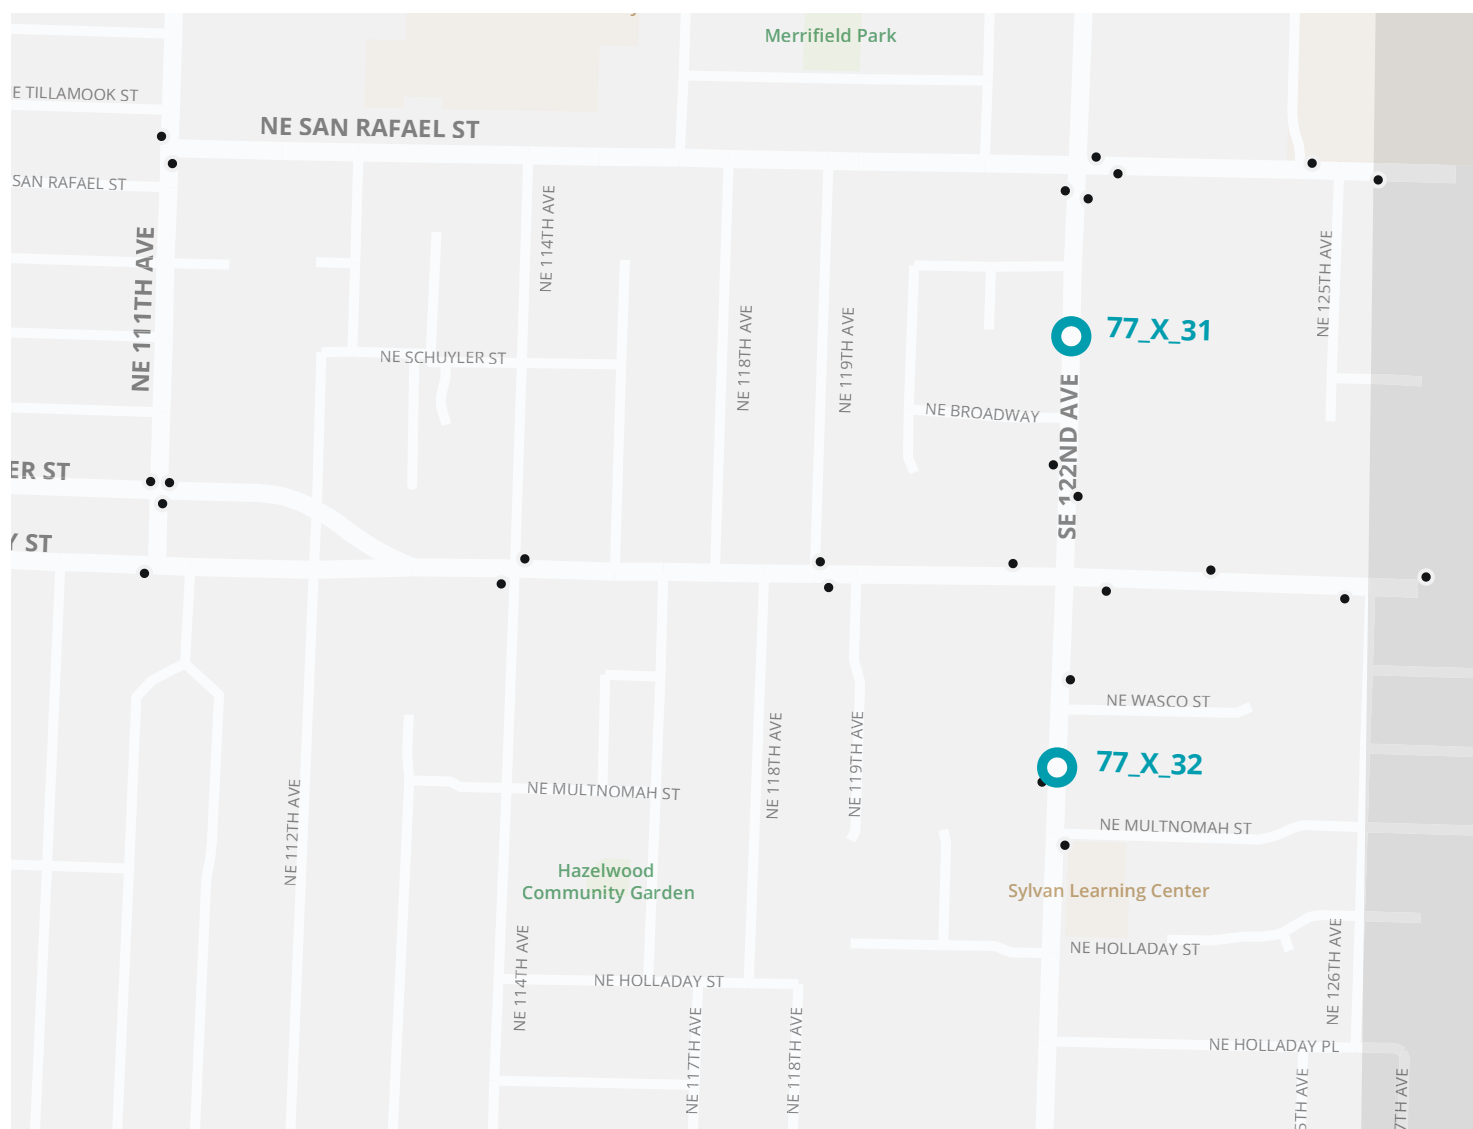 Merrifield Park
E TILLAMOOK ST
NE SAN RAFAEL ST
SAN RAFAEL ST
NE 114TH AVE
NE 111TH AVE
NE 125TH AVE
NE 118TH AVE
NE 119TH AVE
77_X_31
NE SCHUYLER ST
SE 122ND AVE
NE BROADWAY
ER ST
Y ST
NE WASCO ST
NE 118TH AVE
NE 119TH AVE
77_X_32
NE 112TH AVE
NE MULTNOMAH ST
NE MULTNOMAH ST
Hazelwood
Community Garden
Sylvan Learning Center
NE 114TH AVE
NE 126TH AVE
NE HOLLADAY ST
NE HOLLADAY ST
NE 117TH AVE
NE 118TH AVE
NE HOLLADAY PL
5TH AVE
7TH AVE